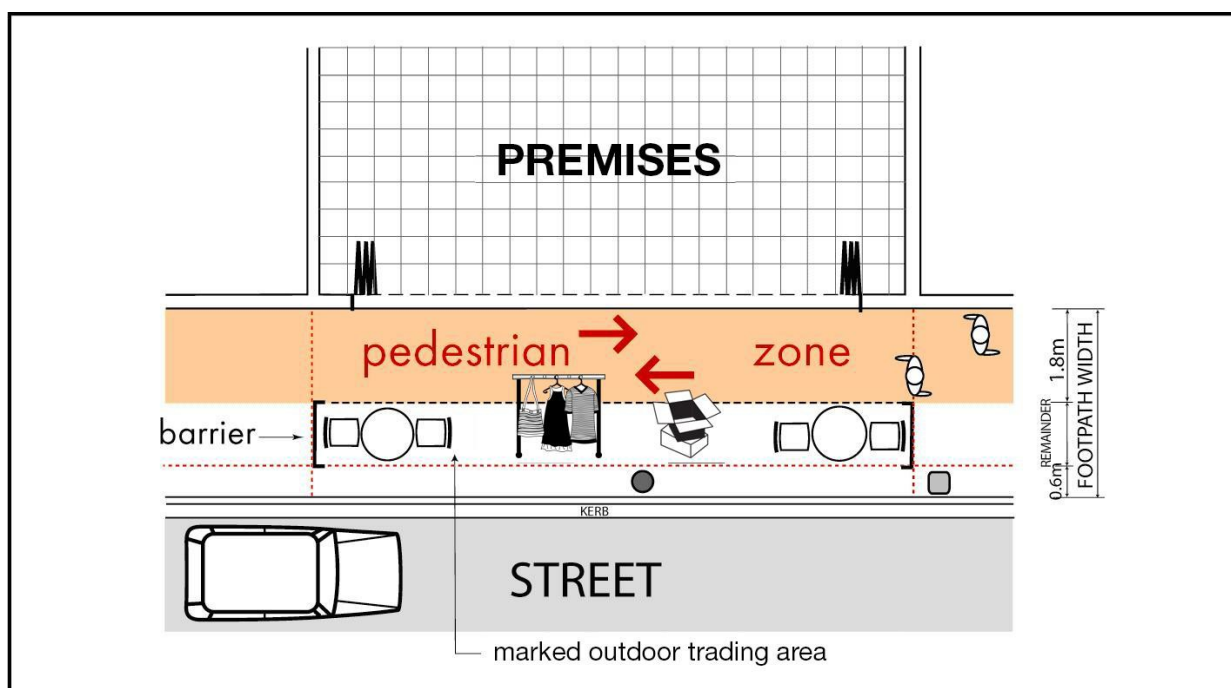 PREMISES
pedestrian zone
barrier
1.8m
REMAINDER
0.6m
FOOTPATH WIDTH
KERB
STREET
marked outdoor trading area